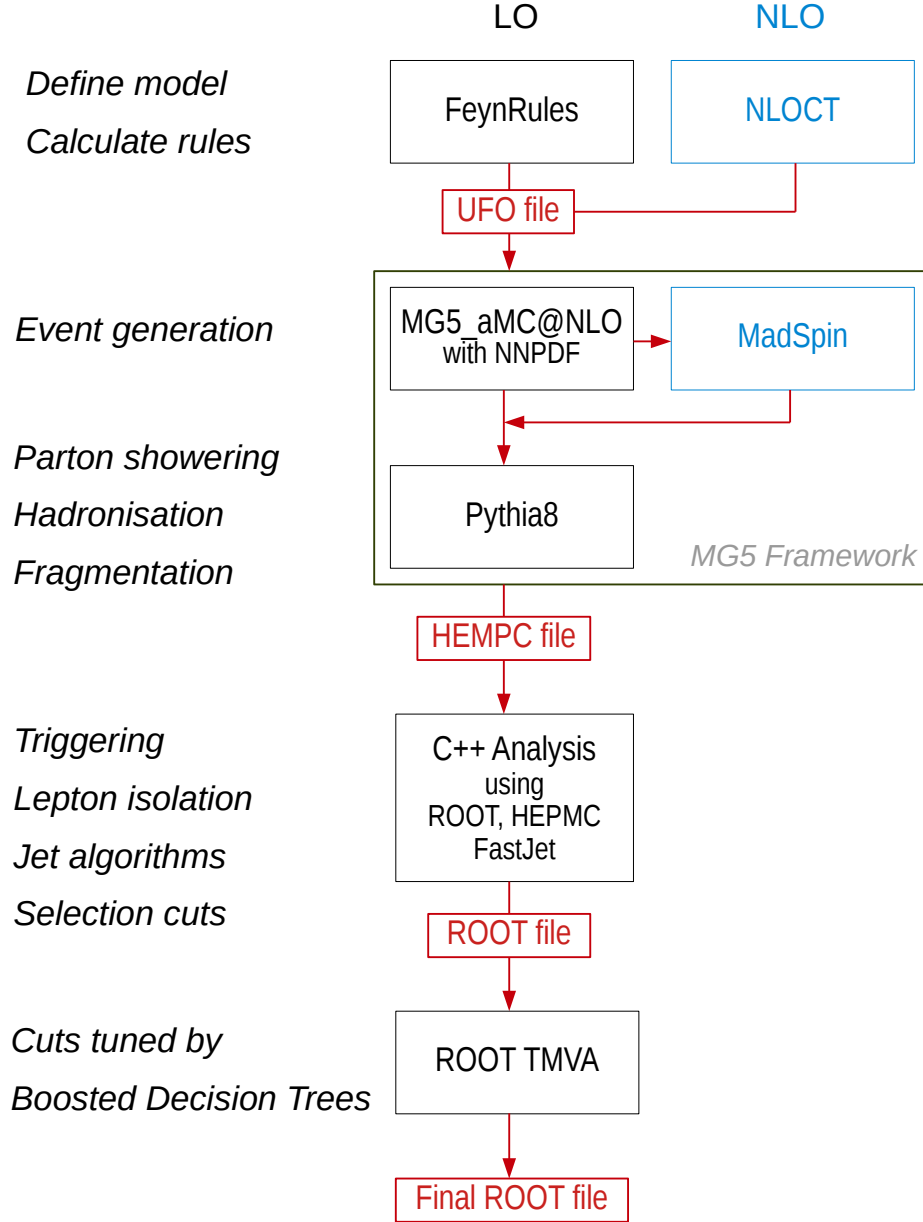 LO
NLO
Define model
Calculate rules
FeynRules
NLOCT
UFO file
Event generation
MG5_aMC@NLO
with NNPDF
MadSpin
Parton showering
Hadronisation
Fragmentation
Pythia8
MG5 Framework
HEMPC file
Triggering
Lepton isolation
Jet algorithms
Selection cuts
C++ Analysis
using
ROOT, HEPMC
FastJet
ROOT file
Cuts tuned by
Boosted Decision Trees
ROOT TMVA
Final ROOT file